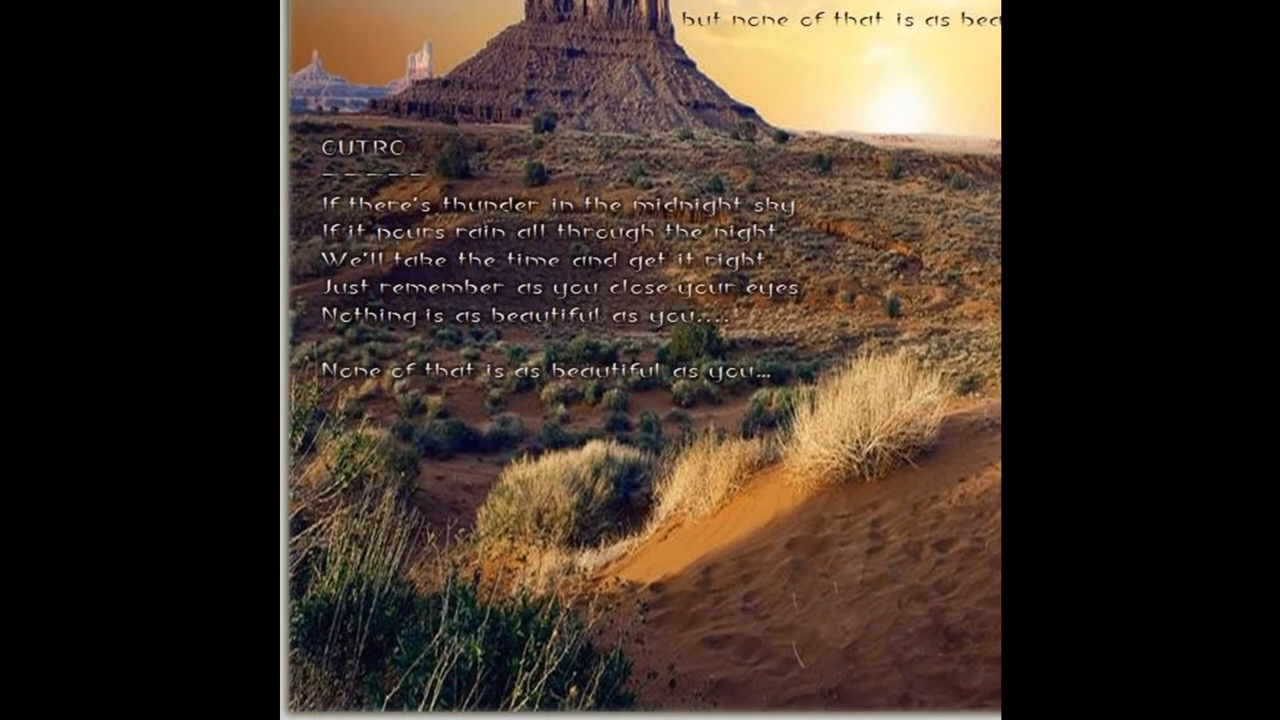 but none of that is as bea
OUTRO
_ _ _ _ _
If there's thunder in the midnight sky
If it pours rain all through the night
We'll take the time and get it right
Just remember as you close your eyes
Nothing is as beautiful as you....
None of that is as beautiful as you...